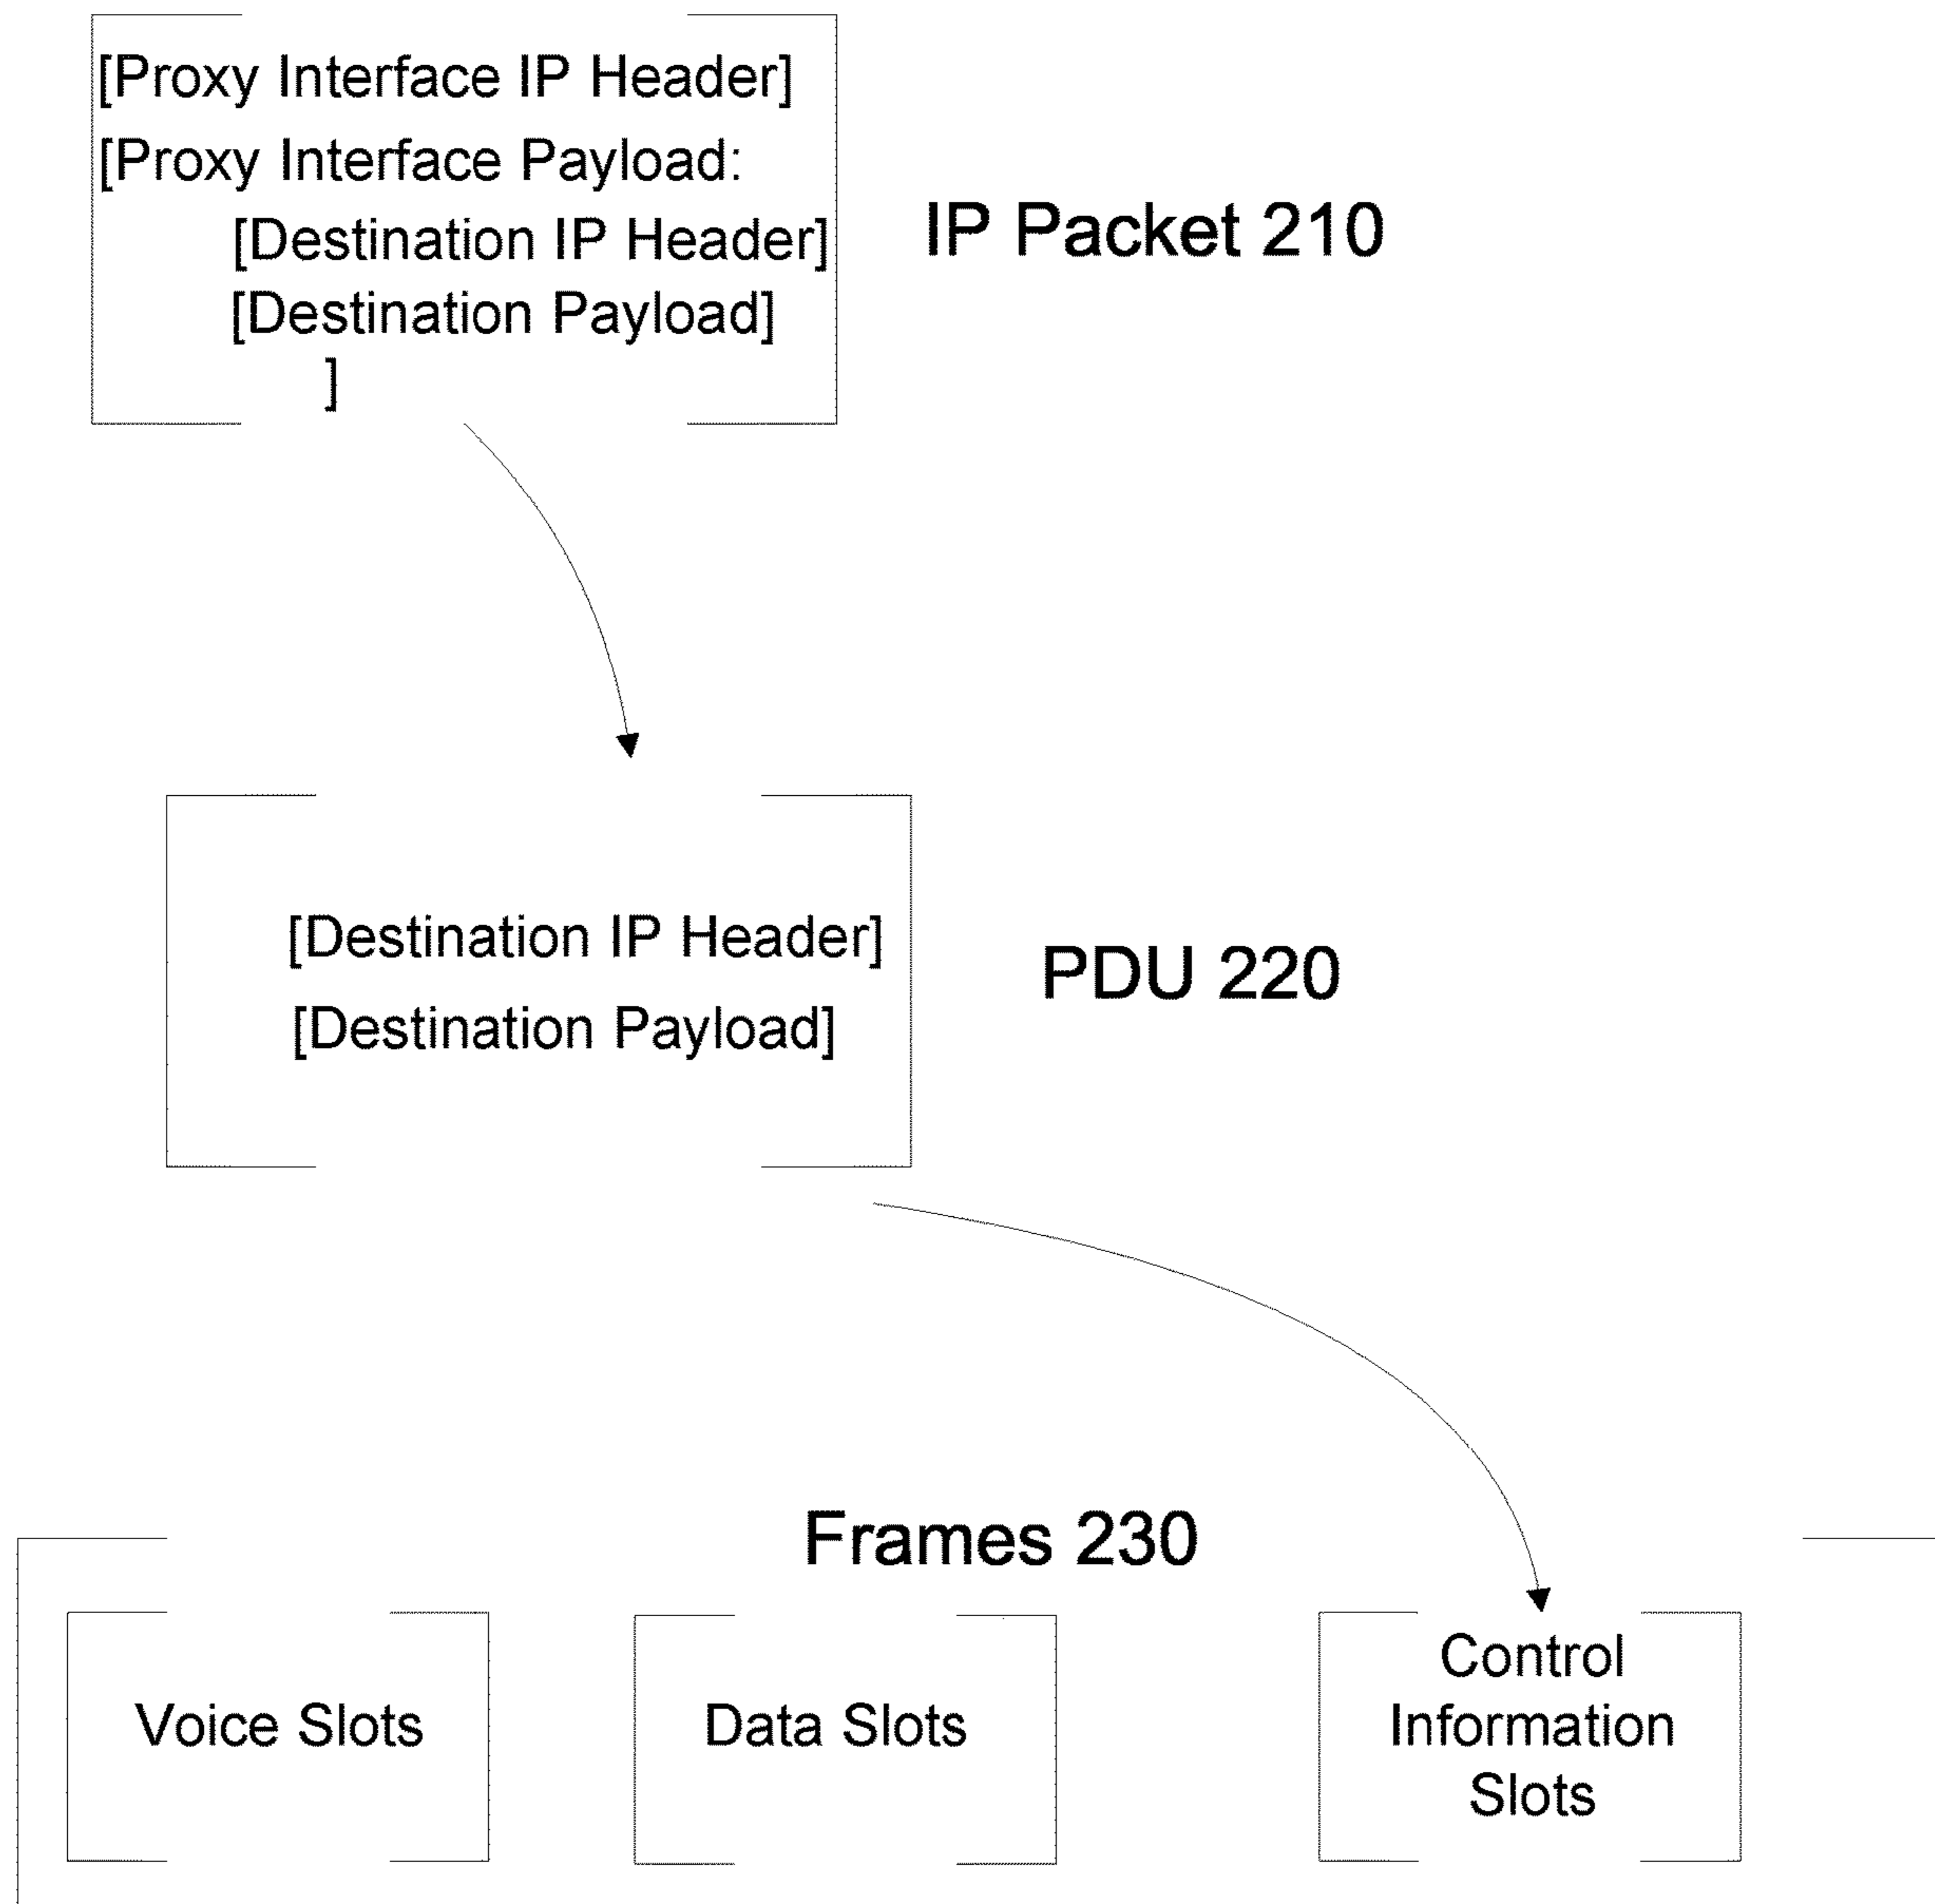 [Proxy Interface IP Header]
[Proxy Interface Payload:
[Destination IP Header]
[Destination Payload]
]
IP Packet 210
[Destination IP Header]
[Destination Payload]
PDU 220
Frames 230
Voice Slots
Data Slots
Control
Information
Slots